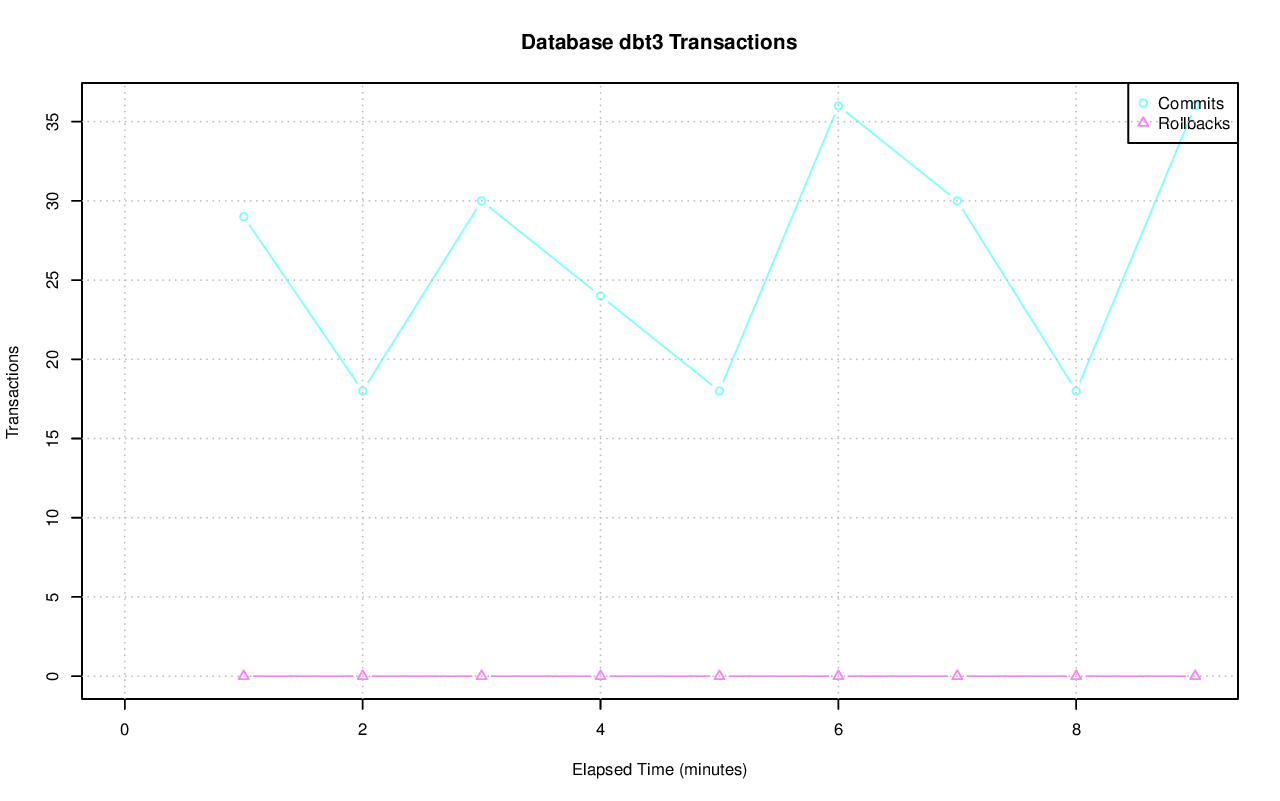 Database dbt3 Transactions
Commits
Rollbacks
35
30
25
20
15
10
5
0
Transactions
0 2 4 6 8
Elapsed Time (minutes)